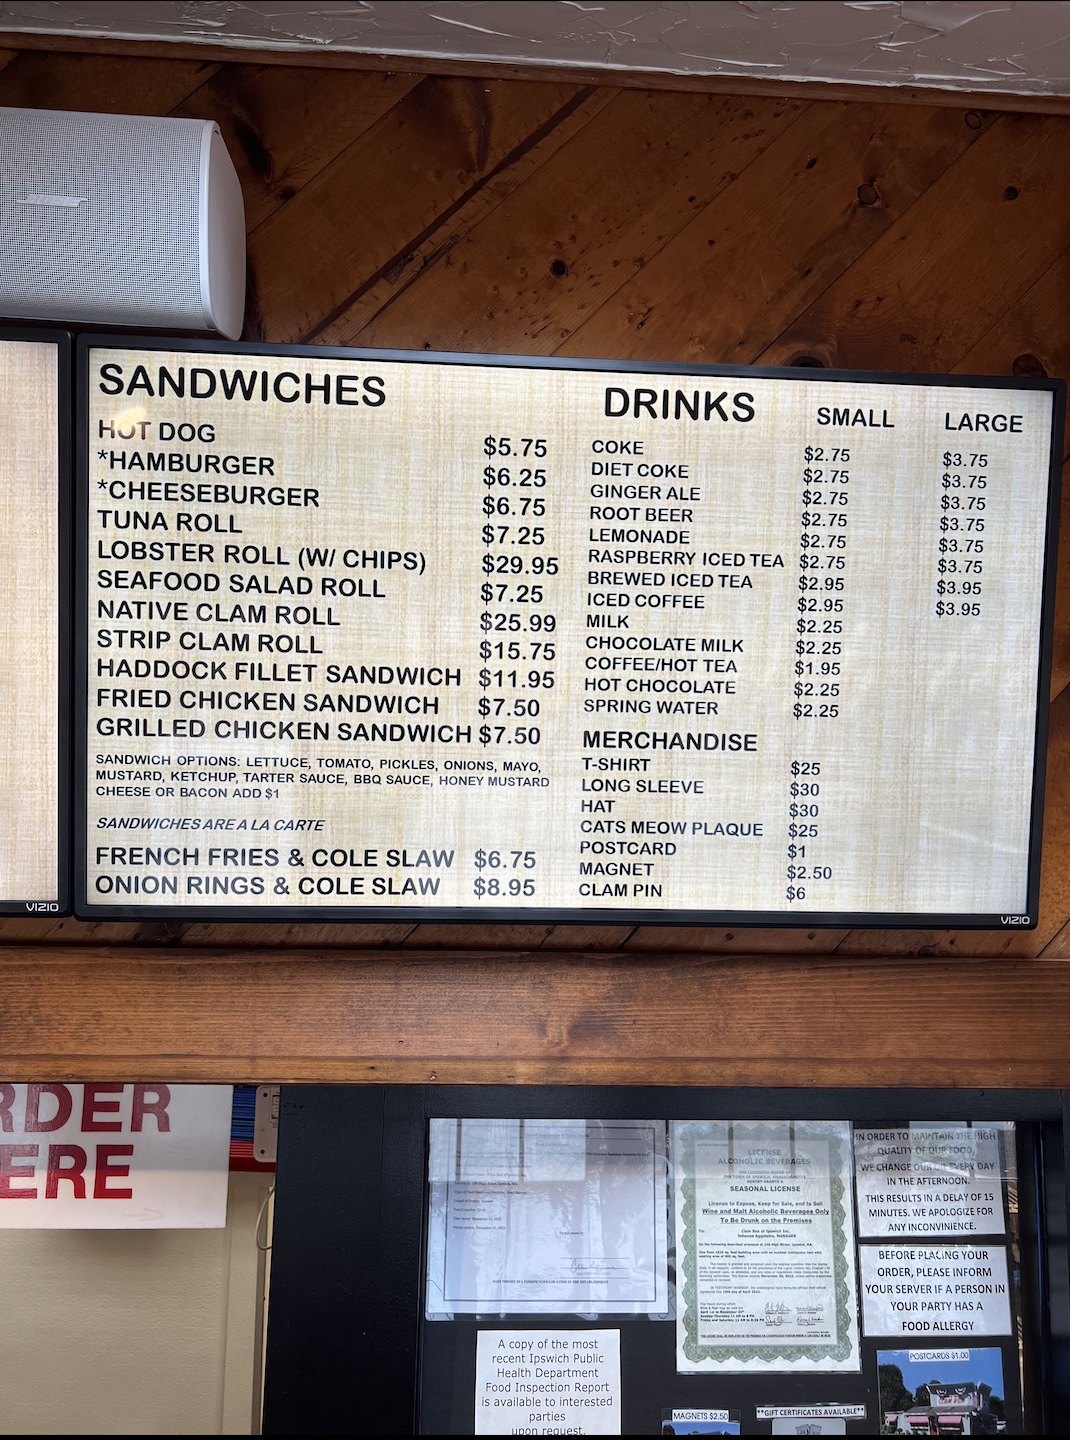 SANDWICHES
HOT DOG $5.75
*HAMBURGER $6.25
*CHEESEBURGER $6.75
TUNA ROLL $7.25
LOBSTER ROLL (W/ CHIPS) $29.95
SEAFOOD SALAD ROLL $7.25
NATIVE CLAM ROLL $25.99
STRIP CLAM ROLL $15.75
HADDOCK FILLET SANDWICH $11.95
FRIED CHICKEN SANDWICH $7.50
GRILLED CHICKEN SANDWICH $7.50
SANDWICH OPTIONS: LETTUCE, TOMATO, PICKLES, ONIONS, MAYO,
MUSTARD, KETCHUP, TARTER SAUCE, BBQ SAUCE, HONEY MUSTARD
CHEESE OR BACON ADD $1
SANDWICHES ARE A LA CARTE
FRENCH FRIES & COLE SLAW $6.75
ONION RINGS & COLE SLAW $8.95
DRINKS SMALL LARGE
COKE $2.75 $3.75
DIET COKE $2.75 $3.75
GINGER ALE $2.75 $3.75
ROOT BEER $2.75 $3.75
LEMONADE $2.75 $3.75
RASPBERRY ICED TEA $2.75 $3.75
BREWED ICED TEA $2.95 $3.95
ICED COFFEE $2.95 $3.95
MILK $2.25
CHOCOLATE MILK $2.25
COFFEE/HOT TEA $1.95
HOT CHOCOLATE $2.25
SPRING WATER $2.25
MERCHANDISE
T-SHIRT $25
LONG SLEEVE $30
HAT $30
CATS MEOW PLAQUE $25
POSTCARD $1
MAGNET $2.50
CLAM PIN $6
VIZIO
VIZIO
RDER
ERE
LICENSE
ALCOHOLIC BEVERAGES
SEASONAL LICENSE
License to Expose, Keep for Sale, and to Sell
Wine and Malt Alcoholic Beverages Only
To Be Drunk on the Premises
IN ORDER TO MAINTAIN THE HIGH
QUALITY OF OUR FOOD,
WE CHANGE OUR OIL EVERY DAY
IN THE AFTERNOON.
THIS RESULTS IN A DELAY OF 15
MINUTES. WE APOLOGIZE FOR
ANY INCONVINIENCE.
BEFORE PLACING YOUR
ORDER, PLEASE INFORM
YOUR SERVER IF A PERSON IN
YOUR PARTY HAS A
FOOD ALLERGY
A copy of the most
recent Ipswich Public
Health Department
Food Inspection Report
is available to interested
parties
upon request.
POSTCARDS $1.00
MAGNETS $2.50
**GIFT CERTIFICATES AVAILABLE**